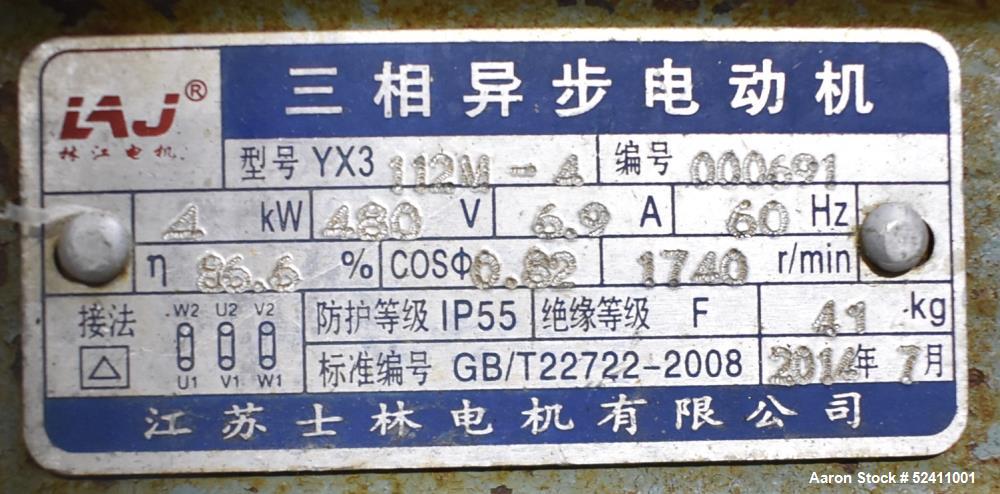 三相异步电动机
LAJ®
林江电机
型号 YX3 112M-4 编号 000691
4 kW 480 V 6.9 A 60 Hz
η 86.6 % COSΦ 0.82 1740 r/min
接法 W2 U2 V2 防护等级 IP55 绝缘等级 F 41 kg
U1 V1 W1 标准编号 GB/T22722-2008 2014年 7月
江苏士林电机有限公司
Aaron Stock # 52411001